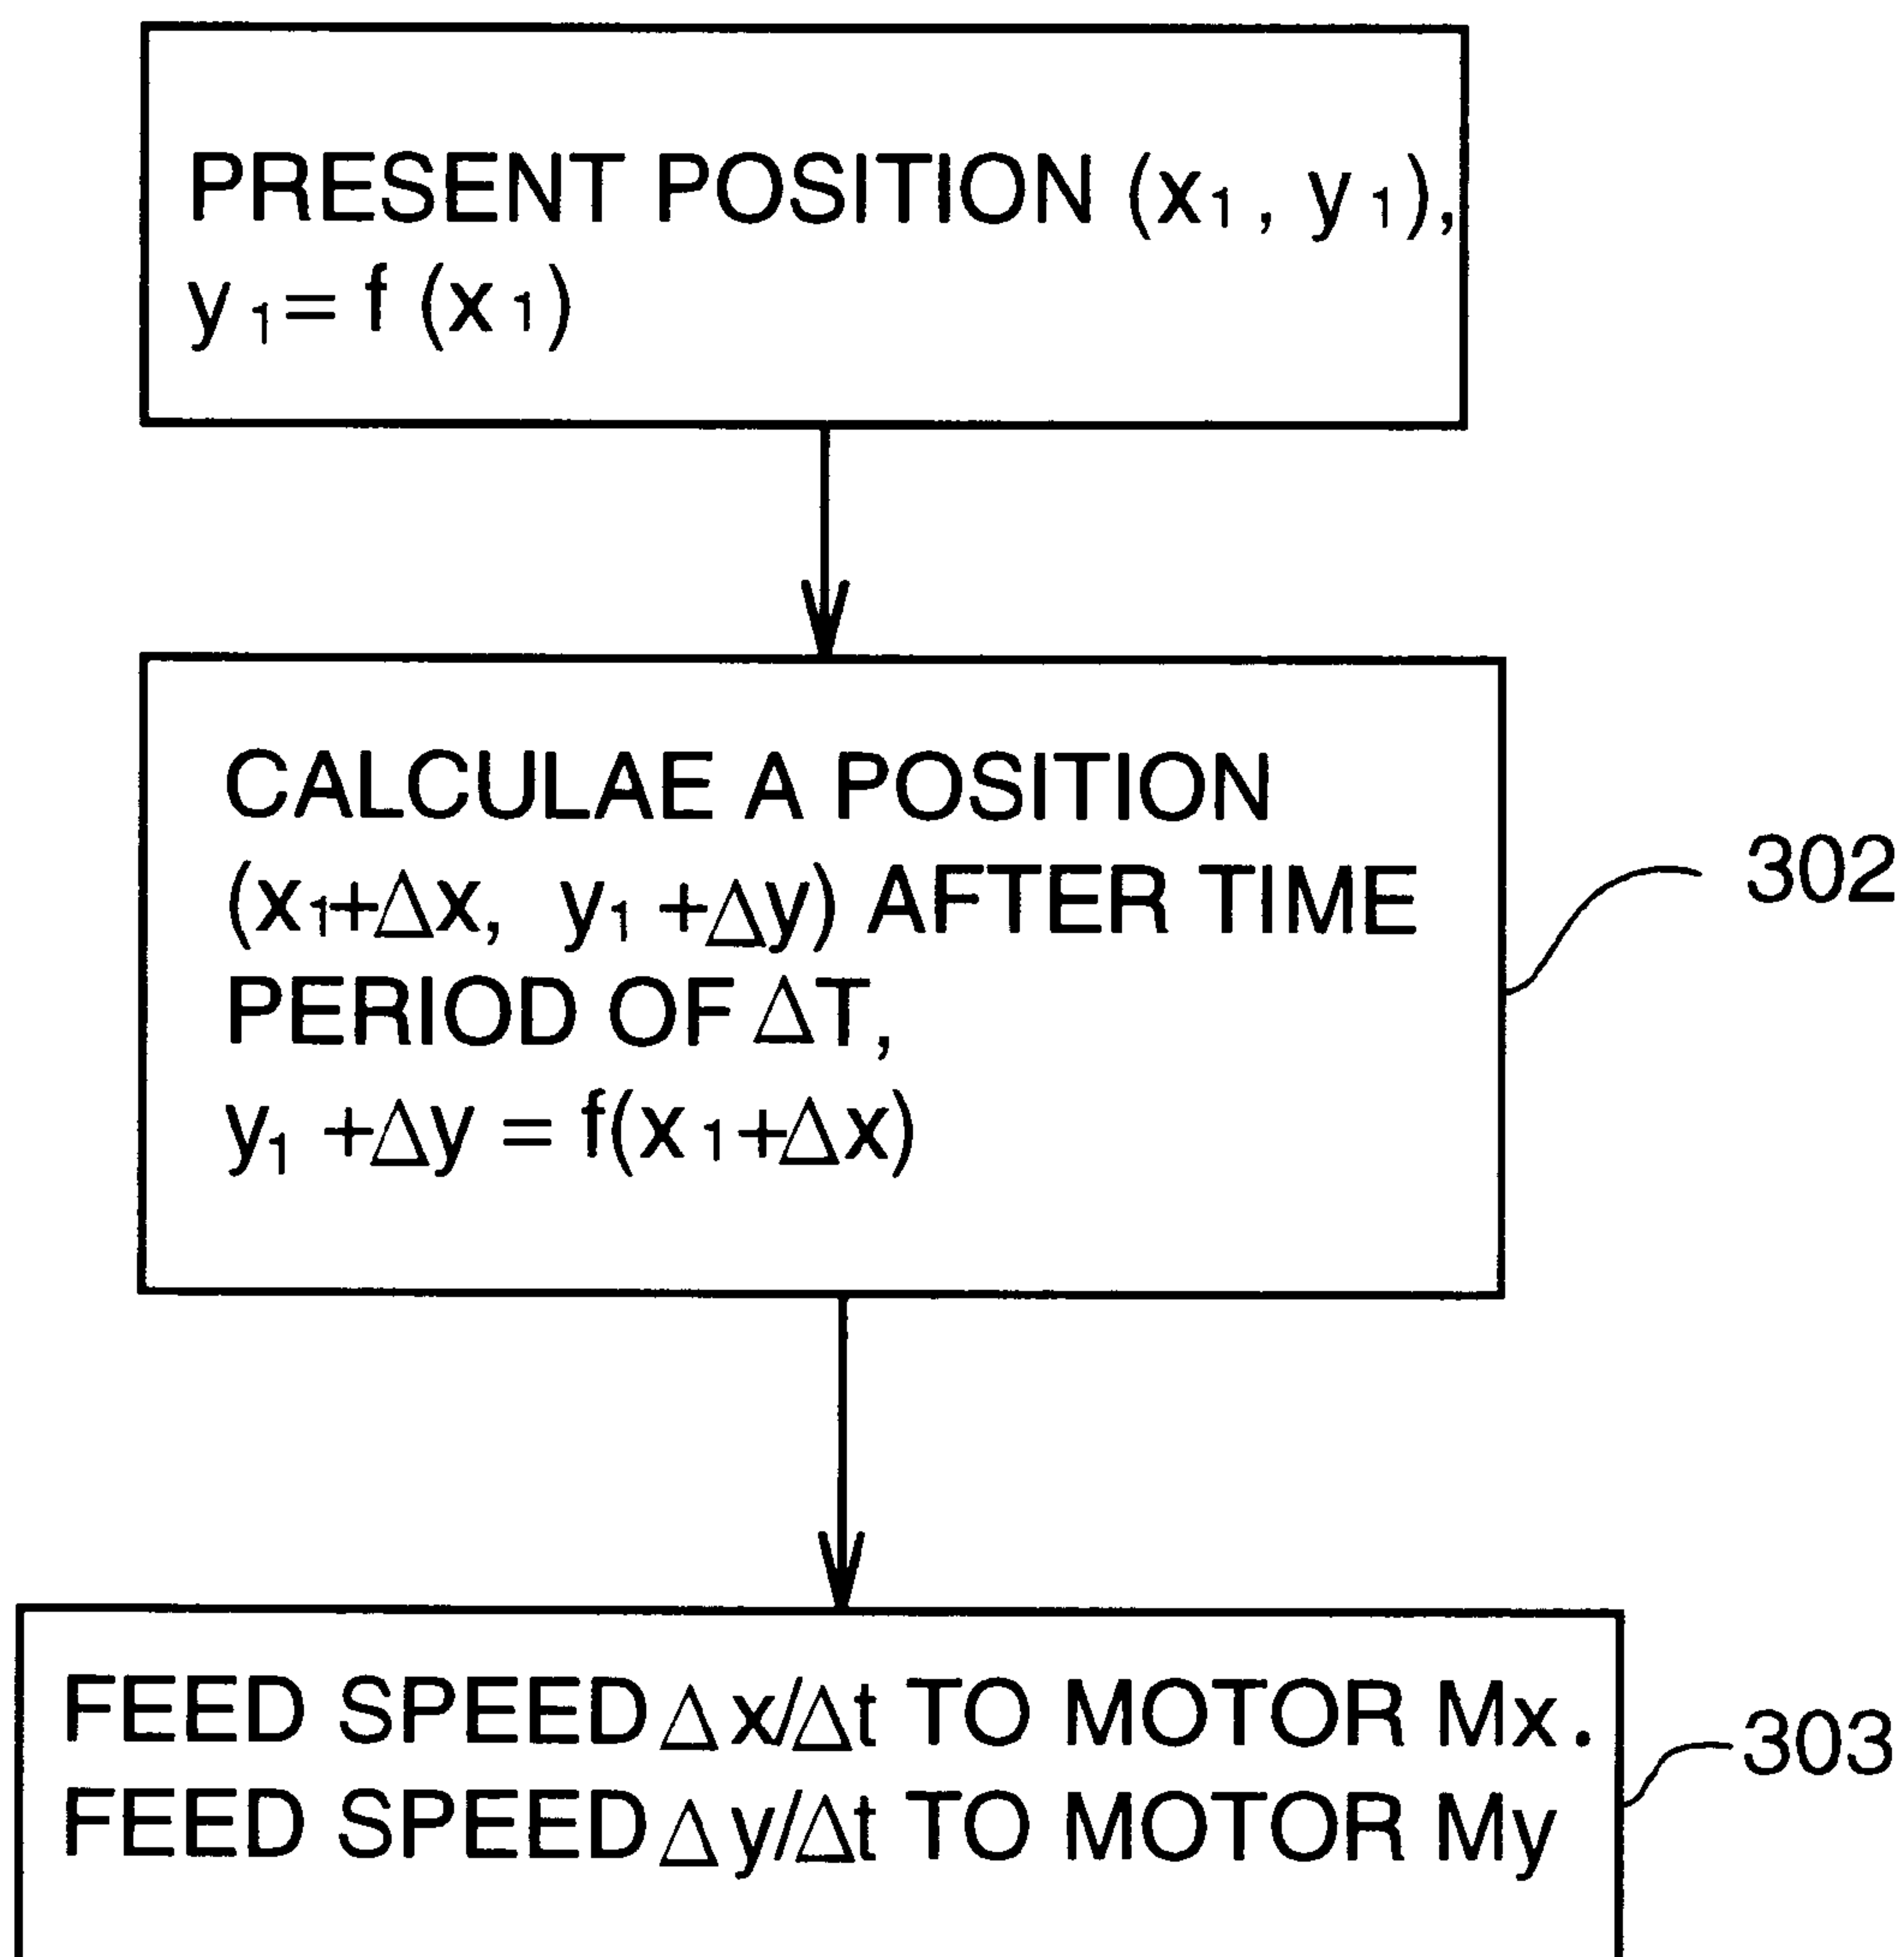 PRESENT POSITION (x₁, y₁),
y₁= f (x₁)
CALCULAE A POSITION
(x₁+Δx, y₁+Δy) AFTER TIME
PERIOD OF ΔT,
y₁ +Δy = f(x₁+Δx)
302
FEED SPEED Δx/Δt TO MOTOR Mx.
FEED SPEED Δy/Δt TO MOTOR My
303